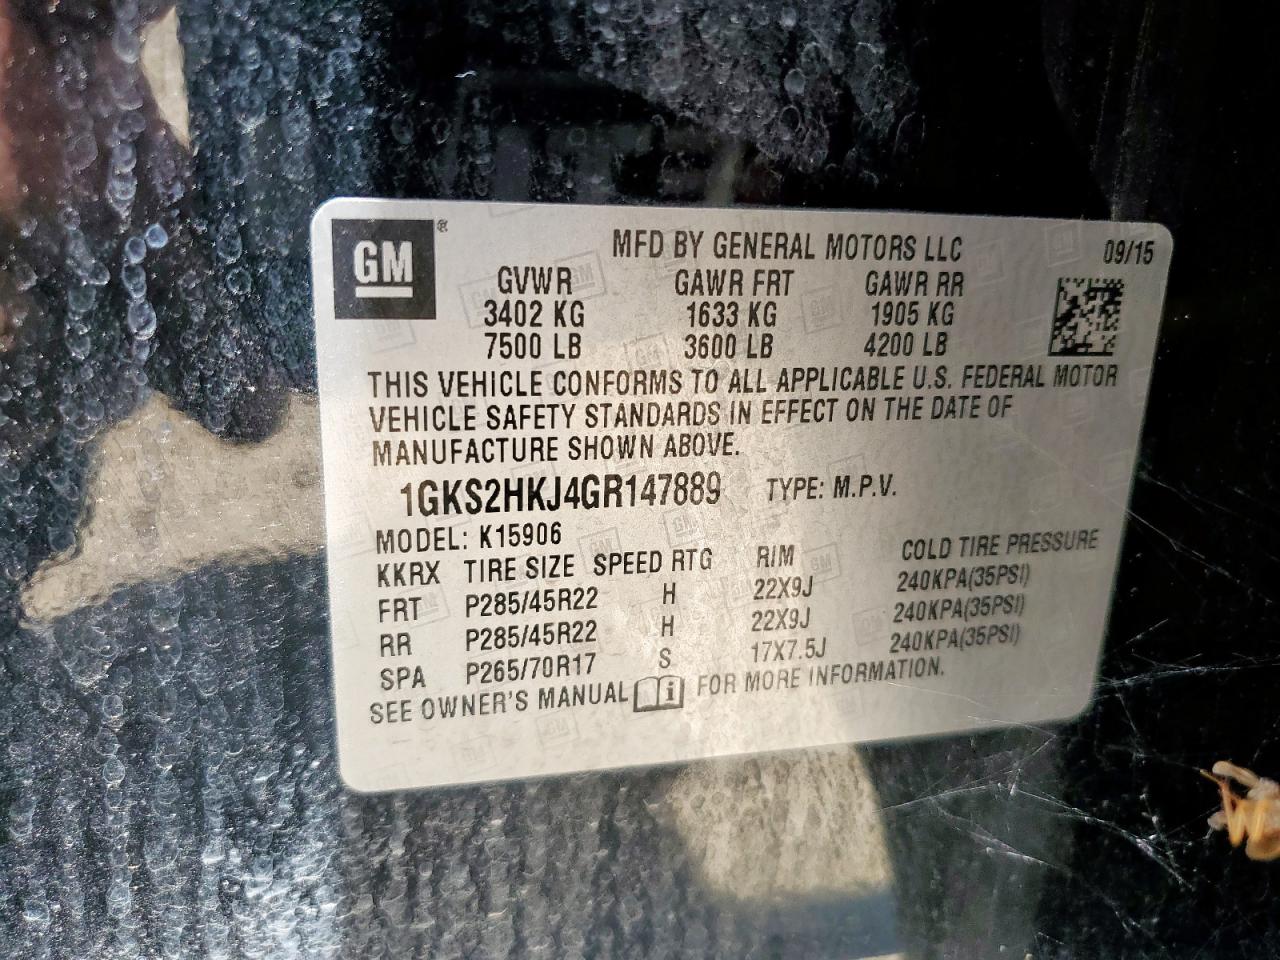 GM ®
MFD BY GENERAL MOTORS LLC 09/15
GVWR GAWR FRT GAWR RR
3402 KG 1633 KG 1905 KG
7500 LB 3600 LB 4200 LB
THIS VEHICLE CONFORMS TO ALL APPLICABLE U.S. FEDERAL MOTOR
VEHICLE SAFETY STANDARDS IN EFFECT ON THE DATE OF
MANUFACTURE SHOWN ABOVE.
1GKS2HKJ4GR147889 TYPE: M.P.V.
MODEL: K15906
KKRX TIRE SIZE SPEED RTG RIM COLD TIRE PRESSURE
FRT P285/45R22 H 22X9J 240KPA(35PSI)
RR P285/45R22 H 22X9J 240KPA(35PSI)
SPA P265/70R17 S 17X7.5J 240KPA(35PSI)
SEE OWNER'S MANUAL i FOR MORE INFORMATION.